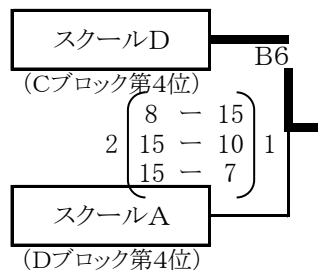 スクールD
B6
(Cブロック第4位)
8 ー 15
2 15 ー 10 1
15 ー 7
スクールA
(Dブロック第4位)